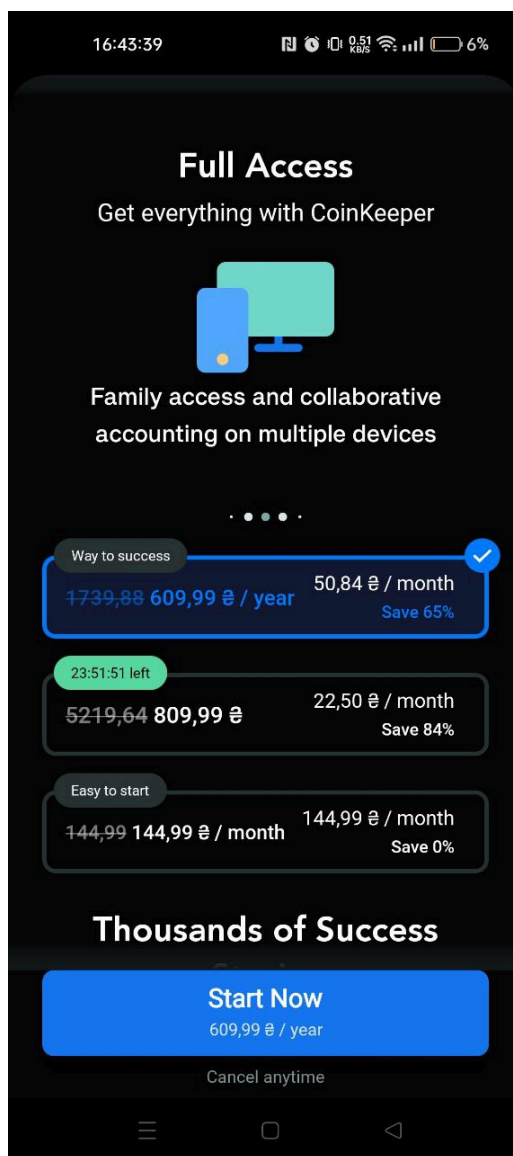 16:43:39
0.51 KB/S
6%
Full Access
Get everything with CoinKeeper
Family access and collaborative
accounting on multiple devices
Way to success
1739,88 609,99 ₴ / year
50,84 ₴ / month
Save 65%
23:51:51 left
5219,64 809,99 ₴
22,50 ₴ / month
Save 84%
Easy to start
144,99 144,99 ₴ / month
144,99 ₴ / month
Save 0%
Thousands of Success
Start Now
609,99 ₴ / year
Cancel anytime